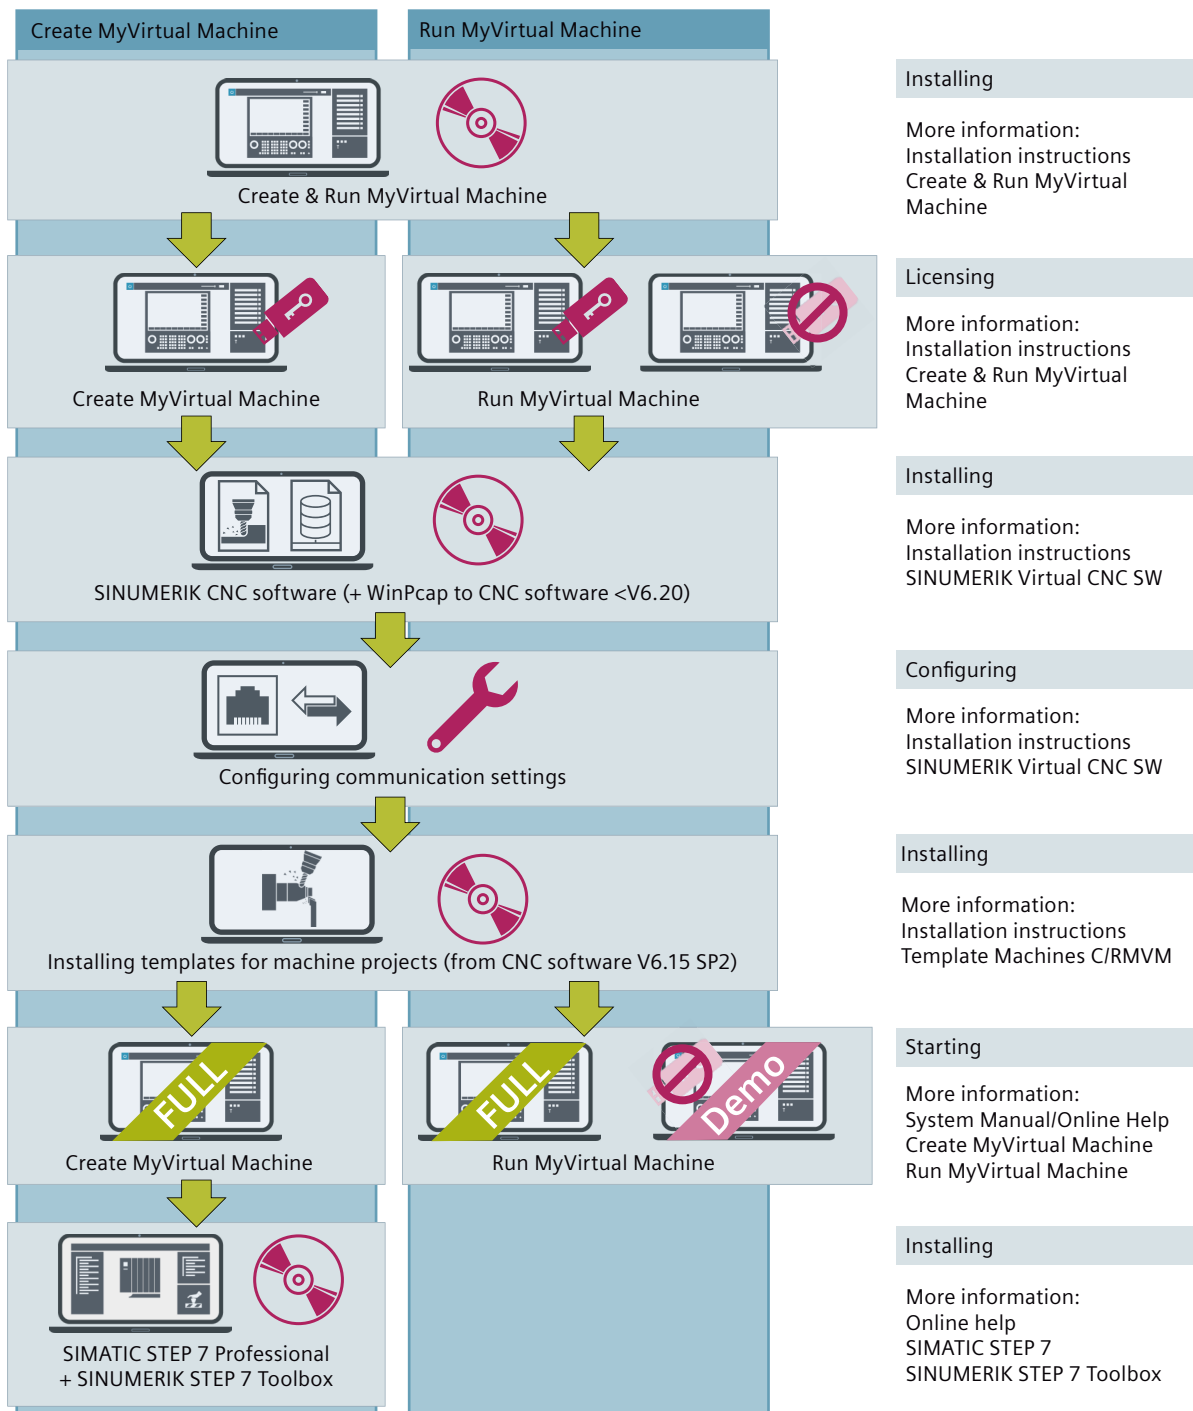 Create MyVirtual Machine
Run MyVirtual Machine
Create & Run MyVirtual Machine
Installing
More information:
Installation instructions
Create & Run MyVirtual
Machine
Create MyVirtual Machine
Run MyVirtual Machine
Licensing
More information:
Installation instructions
Create & Run MyVirtual
Machine
SINUMERIK CNC software (+ WinPcap to CNC software <V6.20)
Installing
More information:
Installation instructions
SINUMERIK Virtual CNC SW
Configuring communication settings
Configuring
More information:
Installation instructions
SINUMERIK Virtual CNC SW
Installing templates for machine projects (from CNC software V6.15 SP2)
Installing
More information:
Installation instructions
Template Machines C/RMVM
FULL
Create MyVirtual Machine
FULL
Demo
Run MyVirtual Machine
Starting
More information:
System Manual/Online Help
Create MyVirtual Machine
Run MyVirtual Machine
SIMATIC STEP 7 Professional
+ SINUMERIK STEP 7 Toolbox
Installing
More information:
Online help
SIMATIC STEP 7
SINUMERIK STEP 7 Toolbox